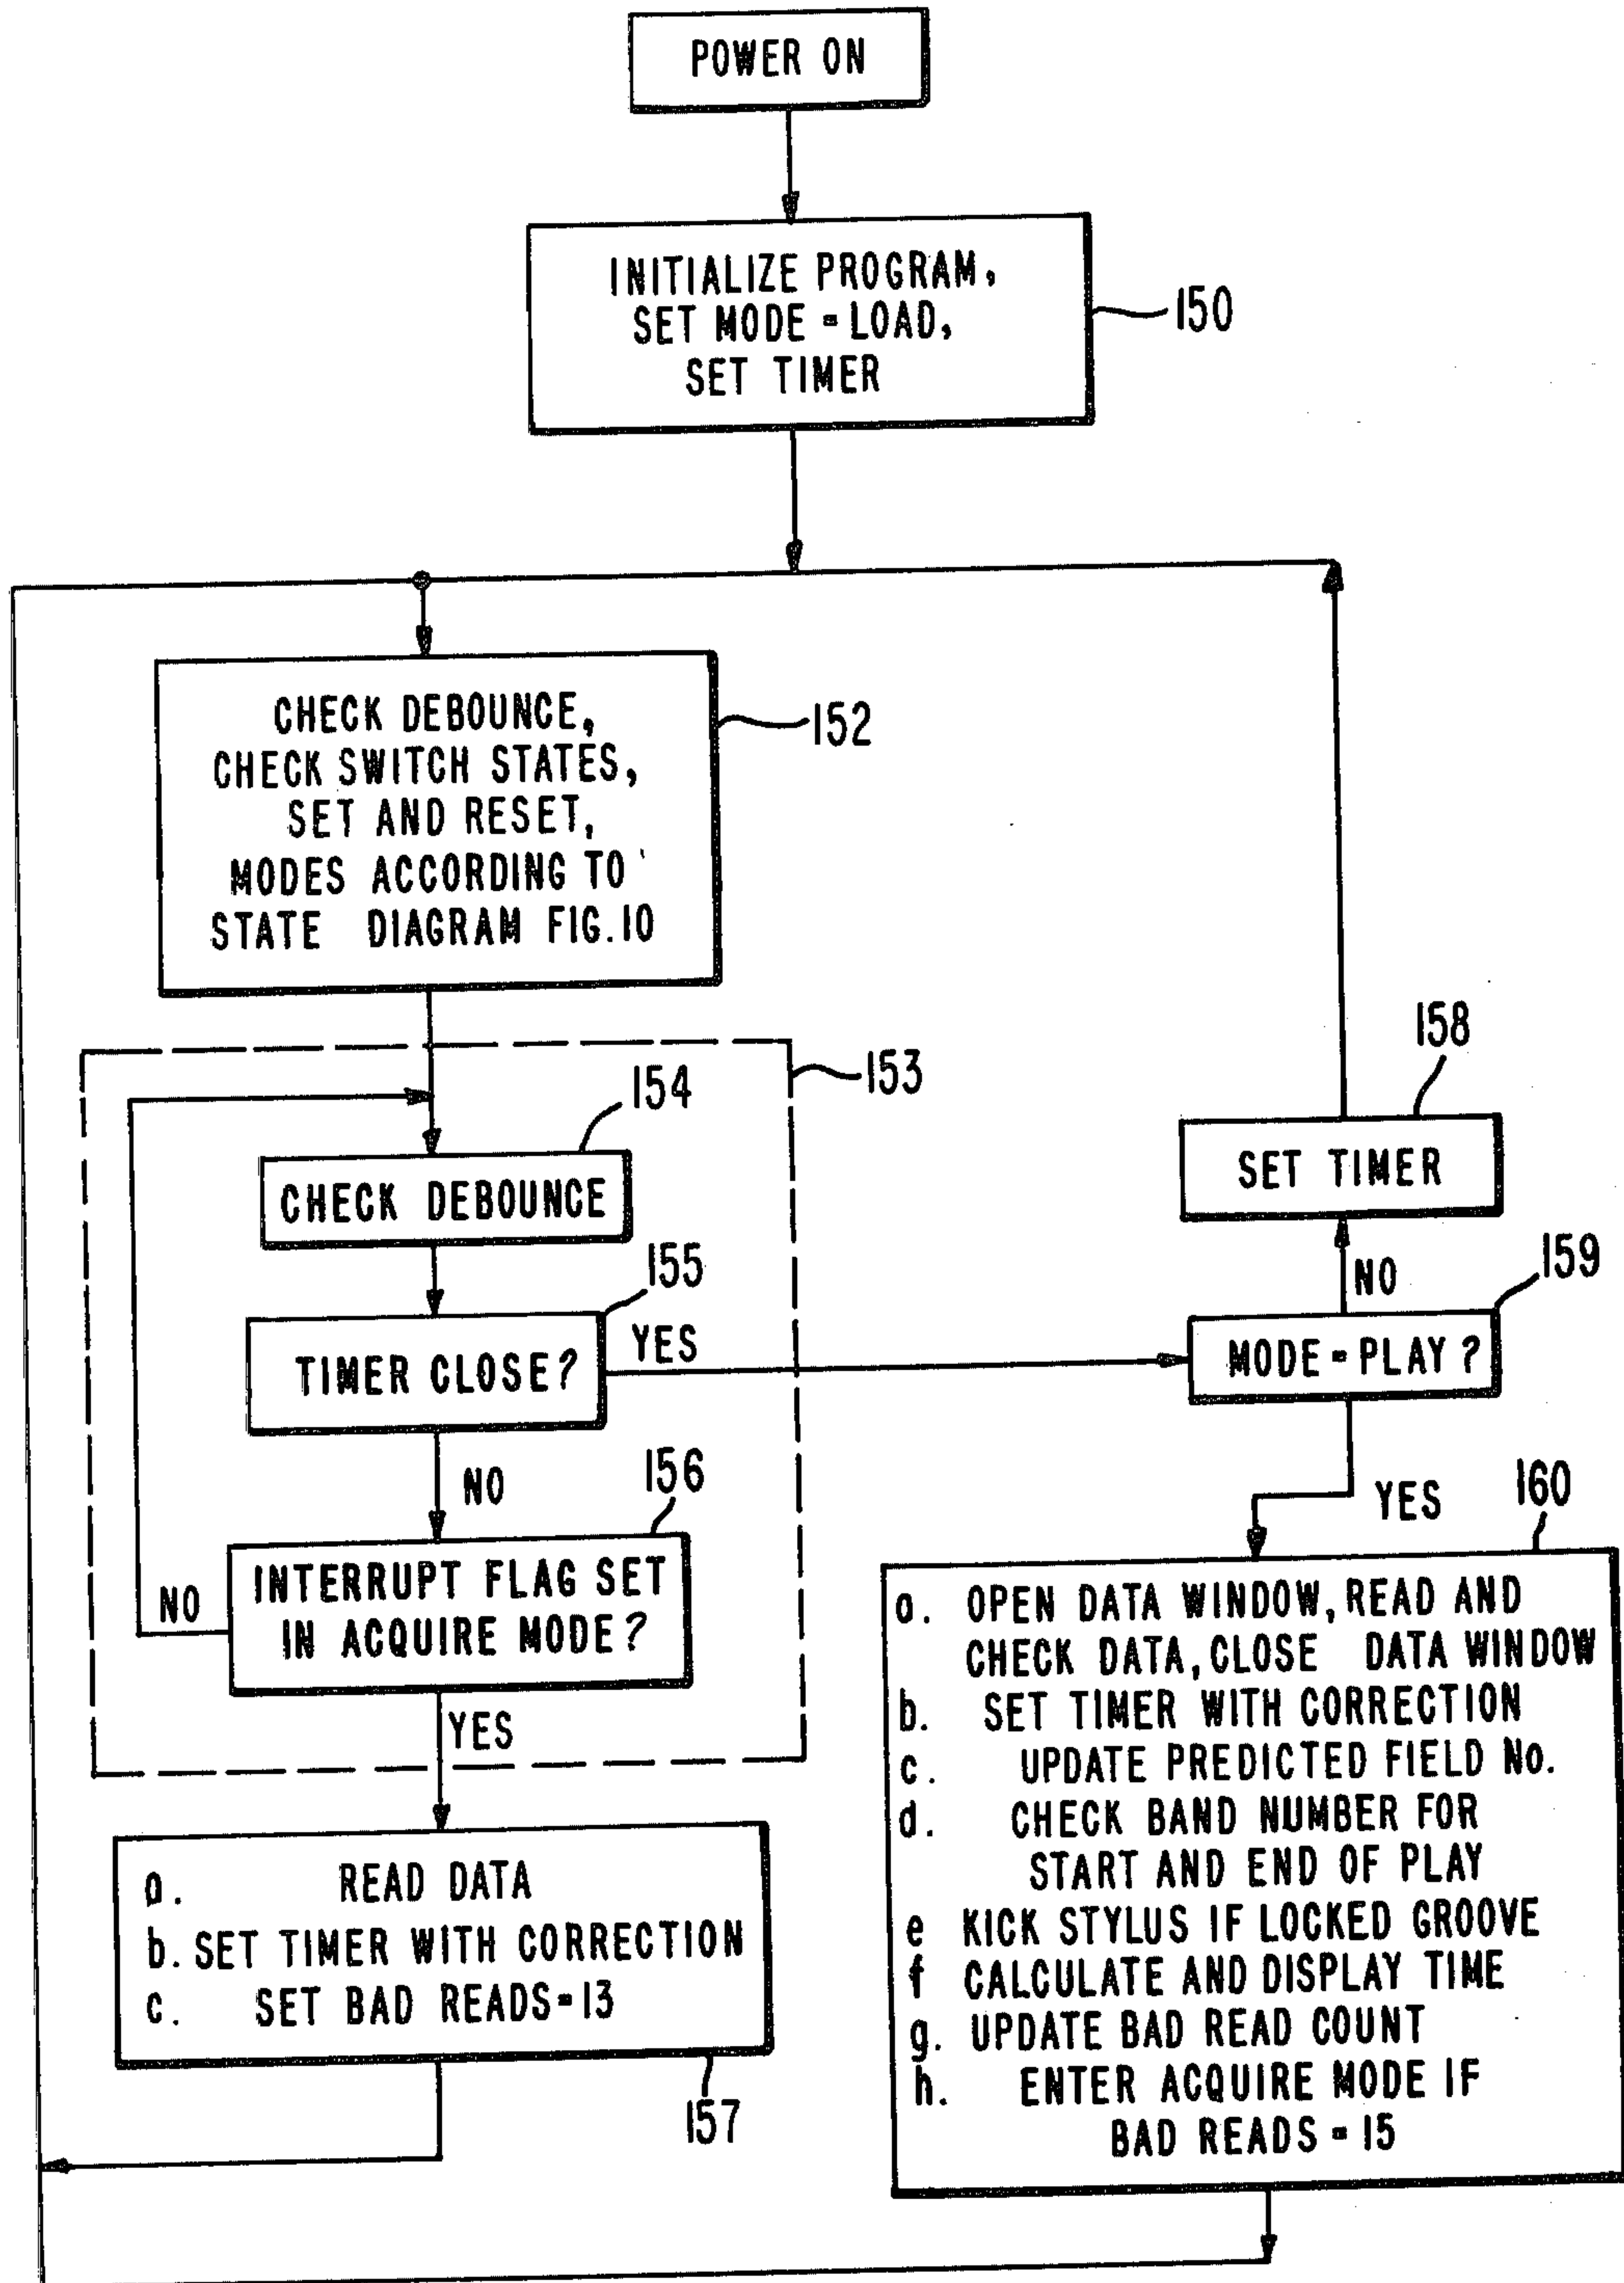 POWER ON
INITIALIZE PROGRAM,
SET MODE = LOAD,
SET TIMER
150
CHECK DEBOUNCE,
CHECK SWITCH STATES,
SET AND RESET,
MODES ACCORDING TO
STATE DIAGRAM FIG. 10
152
153
154
CHECK DEBOUNCE
155
TIMER CLOSE?
YES
NO
156
INTERRUPT FLAG SET
IN ACQUIRE MODE?
NO
YES
a. READ DATA
b. SET TIMER WITH CORRECTION
c. SET BAD READS = 13
157
158
SET TIMER
NO
159
MODE = PLAY?
YES
160
a. OPEN DATA WINDOW, READ AND
CHECK DATA, CLOSE DATA WINDOW
b. SET TIMER WITH CORRECTION
c. UPDATE PREDICTED FIELD No.
d. CHECK BAND NUMBER FOR
START AND END OF PLAY
e KICK STYLUS IF LOCKED GROOVE
f CALCULATE AND DISPLAY TIME
g. UPDATE BAD READ COUNT
h. ENTER ACQUIRE MODE IF
BAD READS = 15